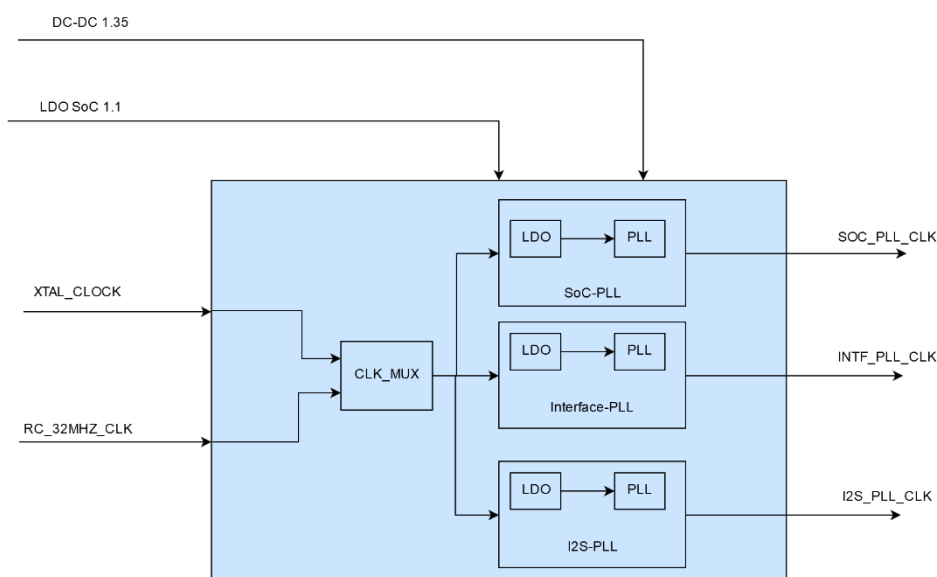 DC-DC 1.35
LDO SoC 1.1
LDO
PLL
SOC_PLL_CLK
SoC-PLL
XTAL_CLOCK
LDO
PLL
INTF_PLL_CLK
CLK_MUX
Interface-PLL
RC_32MHZ_CLK
LDO
PLL
I2S_PLL_CLK
I2S-PLL